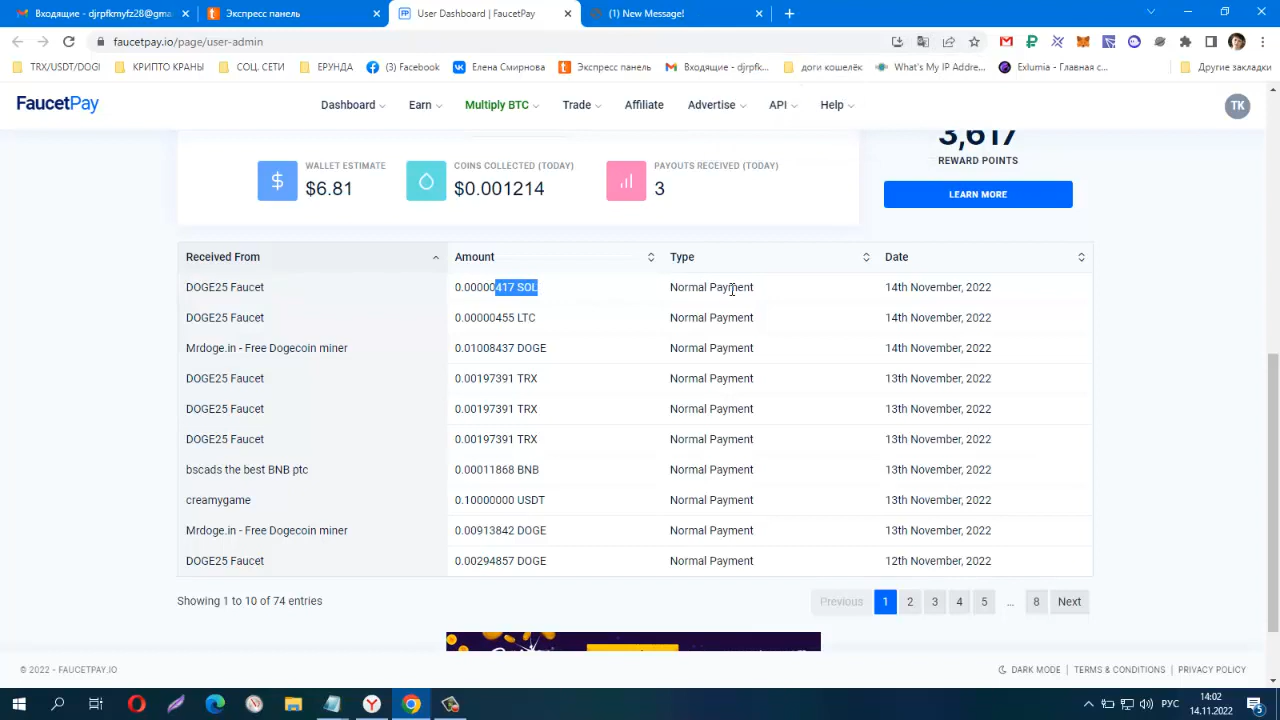 Входящие - djrpfkmyfz28@gma
Экспресс панель
User Dashboard | FaucetPay
(1) New Message!
faucetpay.io/page/user-admin
TRX/USDT/DOGI
КРИПТО КРАНЫ
СОЦ. СЕТИ
ЕРУНДА
(3) Facebook
Елена Смирнова
Экспресс панель
Входящие - djrpfk...
доги кошелёк
What's My IP Addre...
Exlumia - Главная с...
Другие закладки
FaucetPay
Dashboard
Earn
Multiply BTC
Trade
Affiliate
Advertise
API
Help
TK
WALLET ESTIMATE
$6.81
COINS COLLECTED (TODAY)
$0.001214
PAYOUTS RECEIVED (TODAY)
3
3,617
REWARD POINTS
LEARN MORE
Received From Amount Type Date
DOGE25 Faucet 0.00000417 SOL Normal Payment 14th November, 2022
DOGE25 Faucet 0.00000455 LTC Normal Payment 14th November, 2022
Mrdoge.in - Free Dogecoin miner 0.01008437 DOGE Normal Payment 14th November, 2022
DOGE25 Faucet 0.00197391 TRX Normal Payment 13th November, 2022
DOGE25 Faucet 0.00197391 TRX Normal Payment 13th November, 2022
DOGE25 Faucet 0.00197391 TRX Normal Payment 13th November, 2022
bscads the best BNB ptc 0.00011868 BNB Normal Payment 13th November, 2022
creamygame 0.10000000 USDT Normal Payment 13th November, 2022
Mrdoge.in - Free Dogecoin miner 0.00913842 DOGE Normal Payment 13th November, 2022
DOGE25 Faucet 0.00294857 DOGE Normal Payment 12th November, 2022
Showing 1 to 10 of 74 entries
Previous 1 2 3 4 5 ... 8 Next
© 2022 - FAUCETPAY.IO
DARK MODE | TERMS & CONDITIONS | PRIVACY POLICY
РУС
14:02
14.11.2022
5